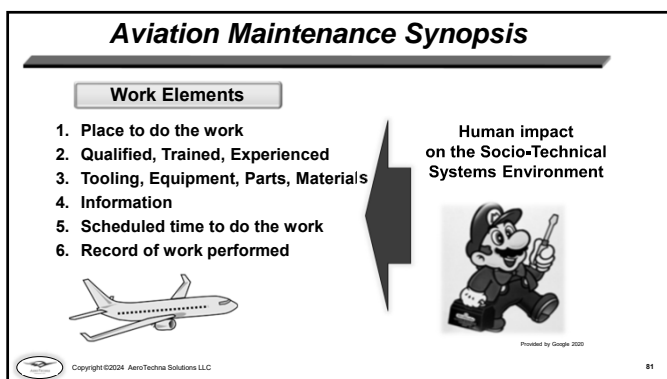 Aviation Maintenance Synopsis
Work Elements
1. Place to do the work
2. Qualified, Trained, Experienced
3. Tooling, Equipment, Parts, Materials
4. Information
5. Scheduled time to do the work
6. Record of work performed
Human impact
on the Socio-Technical
Systems Environment
M
Provided by Google 2020
Copyright ©2024 AeroTechna Solutions LLC
81